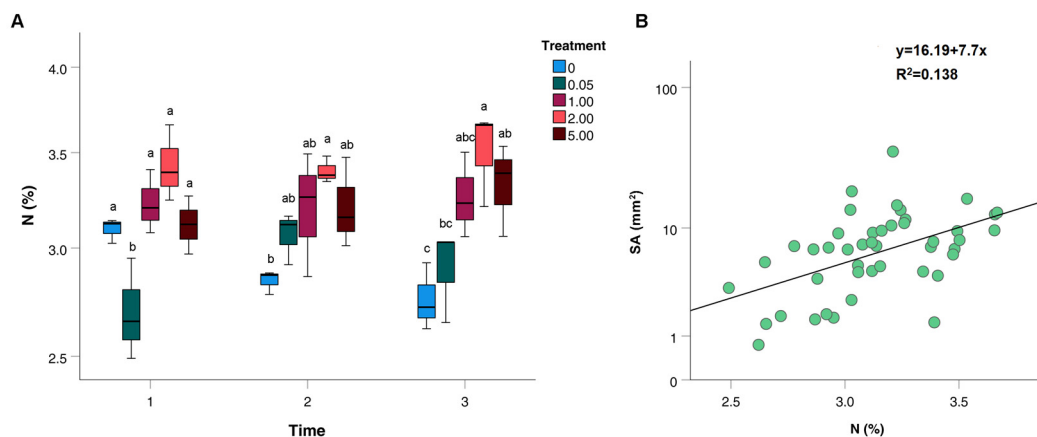 A
N (%)
4.0
3.5
3.0
2.5
a
b
a
a
a
b
ab
ab
a
ab
c
bc
abc
a
ab
1
2
3
Time
Treatment
0
0.05
1.00
2.00
5.00
B
y=16.19+7.7x
R²=0.138
SA (mm²)
100
10
1
0
2.5
3.0
3.5
N (%)